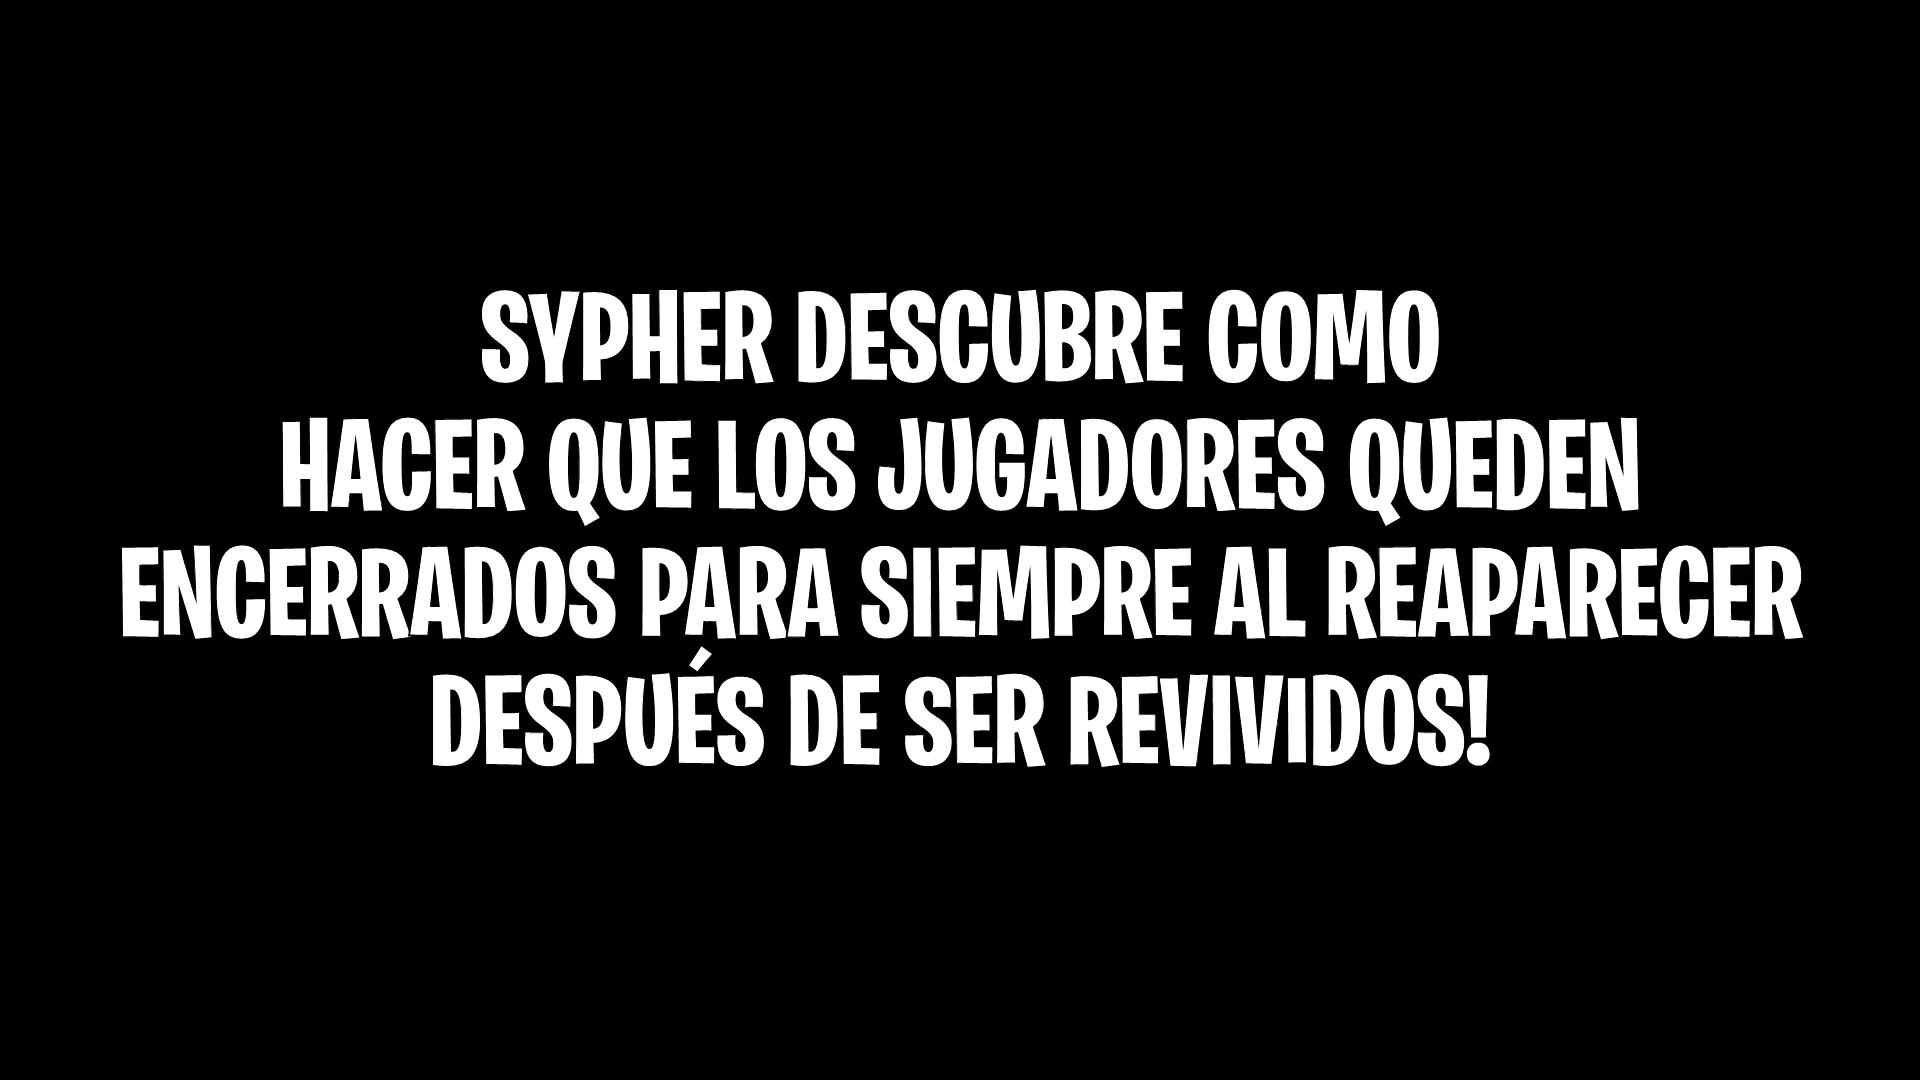 SYPHER DESCUBRE COMO
HACER QUE LOS JUGADORES QUEDEN
ENCERRADOS PARA SIEMPRE AL REAPARECER
DESPUÉS DE SER REVIVIDOS!